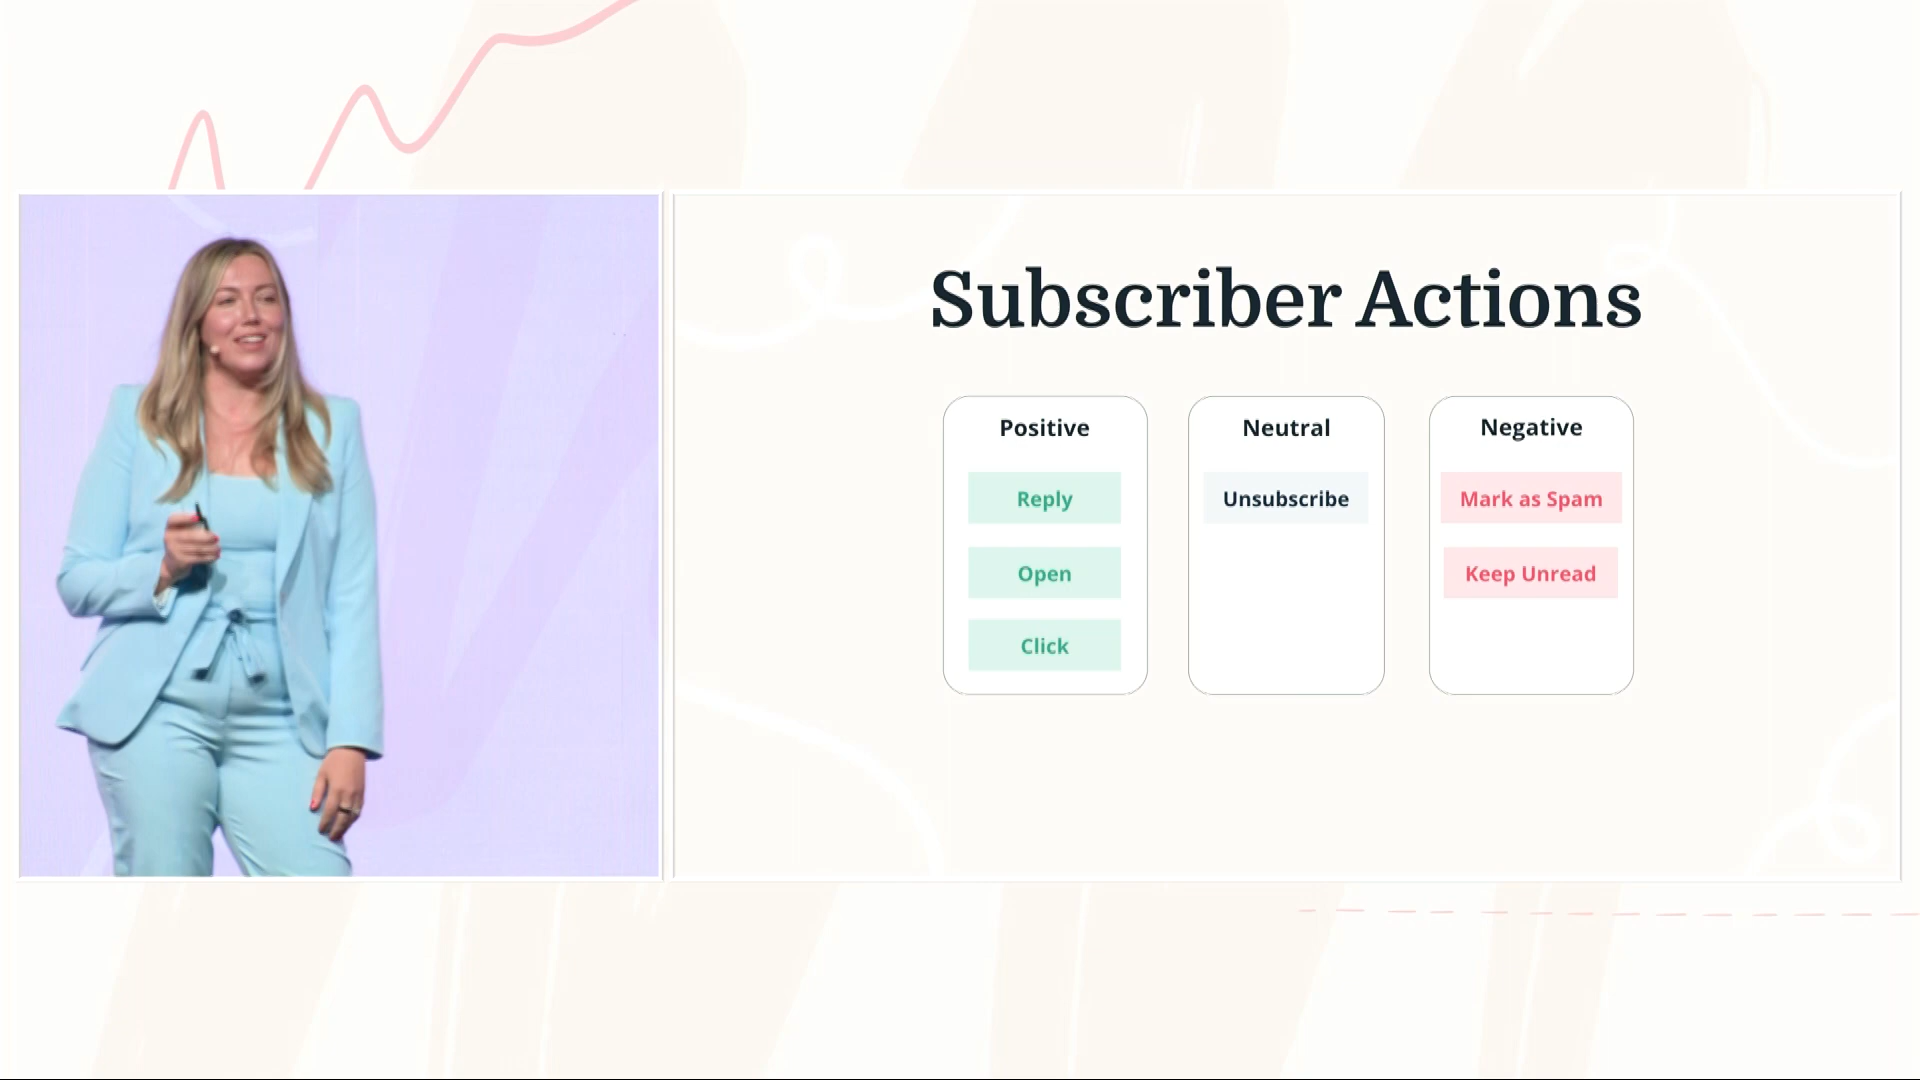 Subscriber Actions
Positive
Reply
Open
Click
Neutral
Unsubscribe
Negative
Mark as Spam
Keep Unread